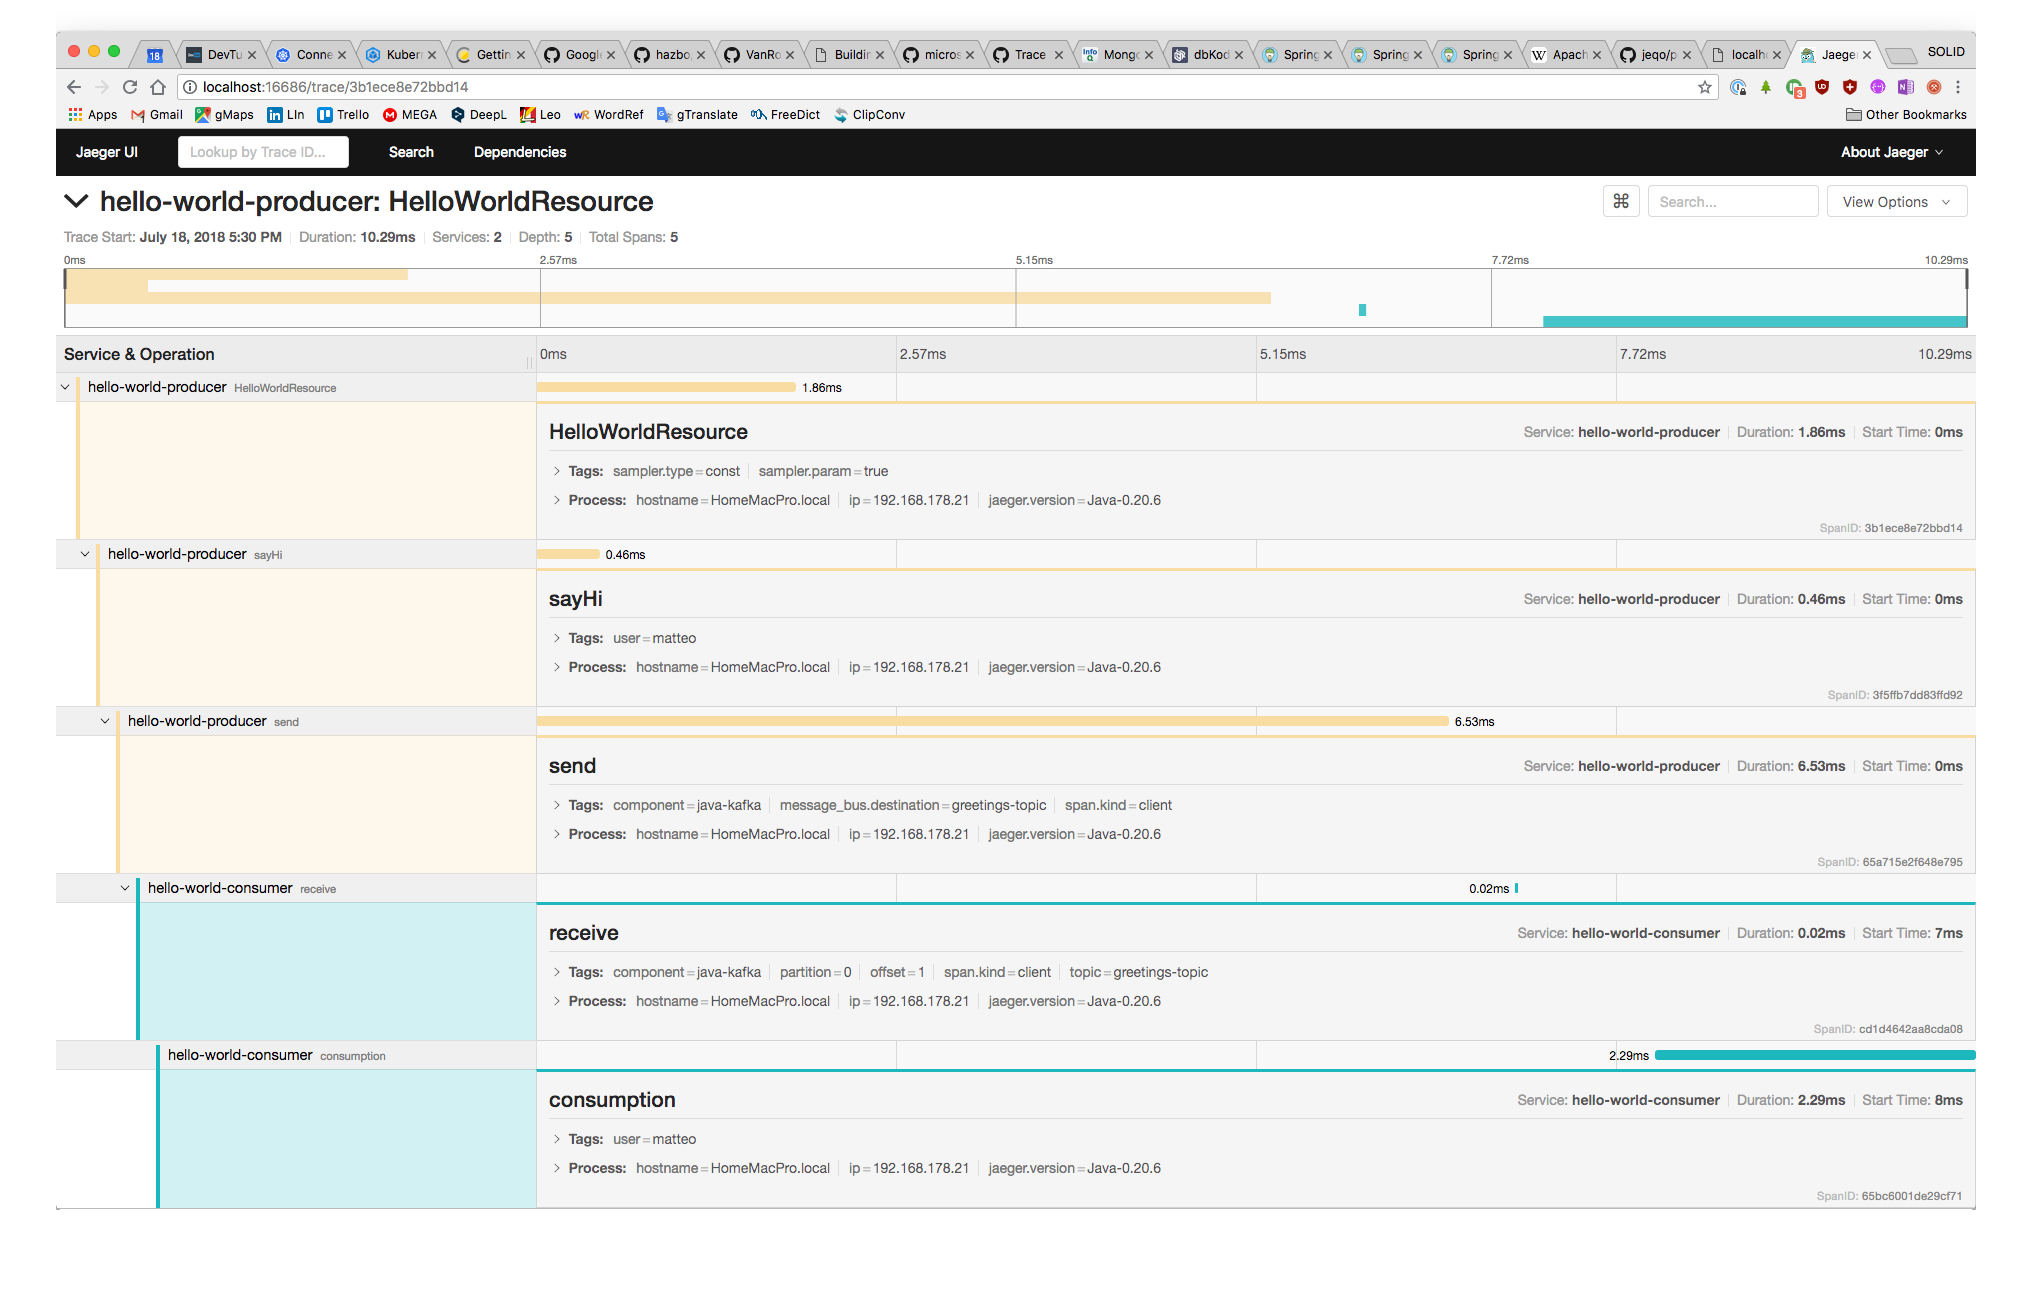 18 DevTu Conne Kubern Gettin Google hazbo VanRo Buildin micros Trace Mongo dbKod Spring Spring Spring Apach jeqo/p localho Jaeger SOLID
localhost:16686/trace/3b1ece8e72bbd14
Apps Gmail gMaps LIn Trello MEGA DeepL Leo WordRef gTranslate FreeDict ClipConv Other Bookmarks
Jaeger UI Lookup by Trace ID... Search Dependencies About Jaeger
hello-world-producer: HelloWorldResource ⌘ Search... View Options
Trace Start: July 18, 2018 5:30 PM Duration: 10.29ms Services: 2 Depth: 5 Total Spans: 5
0ms 2.57ms 5.15ms 7.72ms 10.29ms
Service & Operation 0ms 2.57ms 5.15ms 7.72ms 10.29ms
hello-world-producer HelloWorldResource 1.86ms
HelloWorldResource Service: hello-world-producer Duration: 1.86ms Start Time: 0ms
Tags: sampler.type=const sampler.param=true
Process: hostname=HomeMacPro.local ip=192.168.178.21 jaeger.version=Java-0.20.6
SpanID: 3b1ece8e72bbd14
hello-world-producer sayHi 0.46ms
sayHi Service: hello-world-producer Duration: 0.46ms Start Time: 0ms
Tags: user=matteo
Process: hostname=HomeMacPro.local ip=192.168.178.21 jaeger.version=Java-0.20.6
SpanID: 3f5ffb7dd83ffd92
hello-world-producer send 6.53ms
send Service: hello-world-producer Duration: 6.53ms Start Time: 0ms
Tags: component=java-kafka message_bus.destination=greetings-topic span.kind=client
Process: hostname=HomeMacPro.local ip=192.168.178.21 jaeger.version=Java-0.20.6
SpanID: 65a715e2f648e795
hello-world-consumer receive 0.02ms
receive Service: hello-world-consumer Duration: 0.02ms Start Time: 7ms
Tags: component=java-kafka partition=0 offset=1 span.kind=client topic=greetings-topic
Process: hostname=HomeMacPro.local ip=192.168.178.21 jaeger.version=Java-0.20.6
SpanID: cd1d4642aa8cda08
hello-world-consumer consumption 2.29ms
consumption Service: hello-world-consumer Duration: 2.29ms Start Time: 8ms
Tags: user=matteo
Process: hostname=HomeMacPro.local ip=192.168.178.21 jaeger.version=Java-0.20.6
SpanID: 65bc6001de29cf71